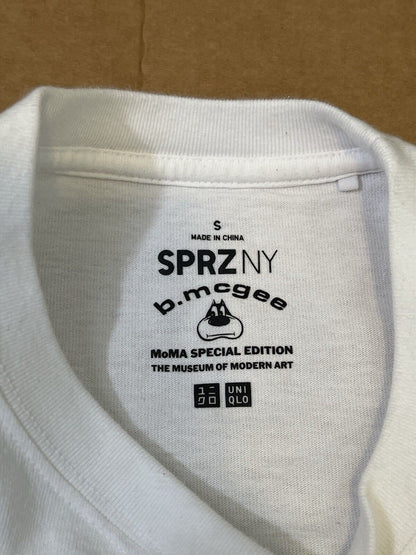 S
MADE IN CHINA
SPRZ NY
b.mcgee
MoMA SPECIAL EDITION
THE MUSEUM OF MODERN ART
ユニ UNI
クロ QLO